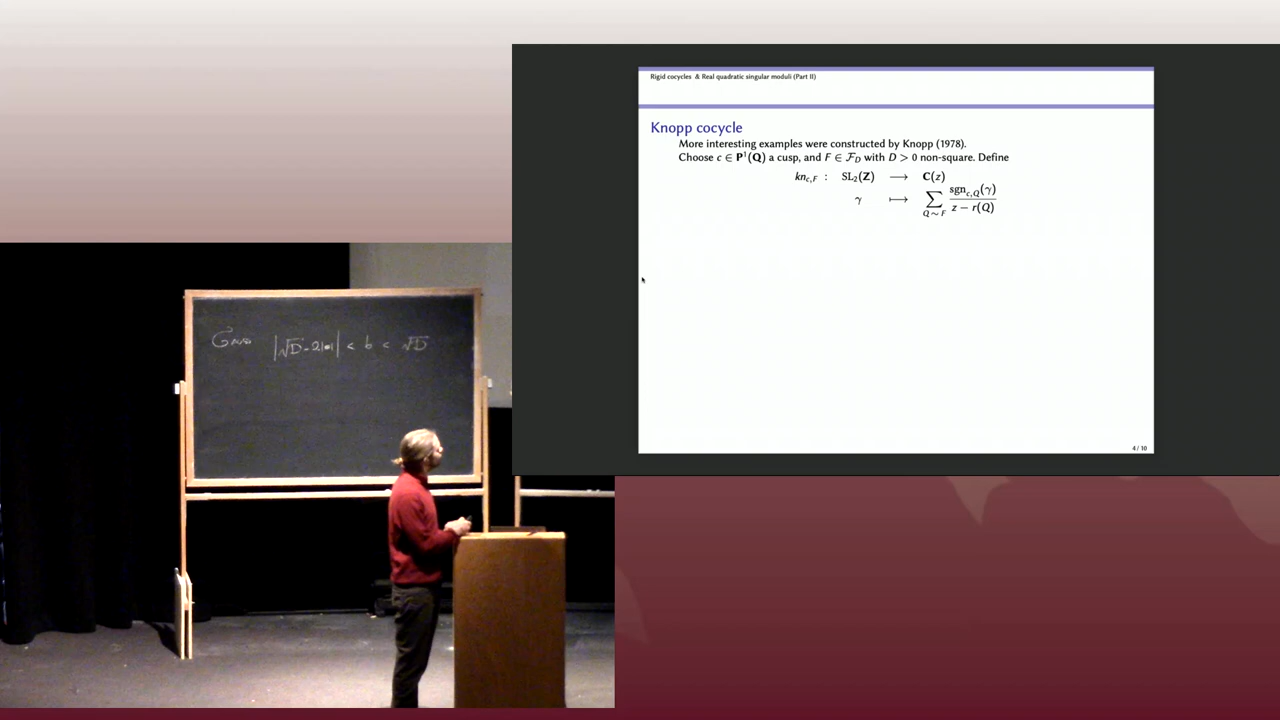 Rigid cocycles & Real quadratic singular moduli (Part II)
Knopp cocycle
More interesting examples were constructed by Knopp (1978).
Choose c ∈ P¹(Q) a cusp, and F ∈ 𝓕_D with D > 0 non-square. Define
kn_{c,F} : SL₂(Z) ⟶ C(z)
γ ⟼ ∑_{Q∼F} sgn_{c,Q}(γ) / (z − r(Q))
4 / 10
Gauss |√D - 2|a|| < b < √D